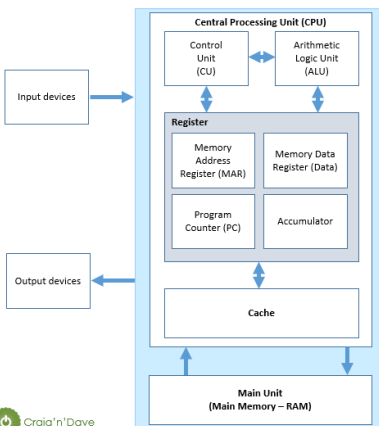 Central Processing Unit (CPU)
Control
Unit
(CU)
Arithmetic
Logic Unit
(ALU)
Input devices
Register
Memory
Address
Register (MAR)
Memory Data
Register (Data)
Program
Counter (PC)
Accumulator
Output devices
Cache
Main Unit
(Main Memory – RAM)
Craig'n'Dave